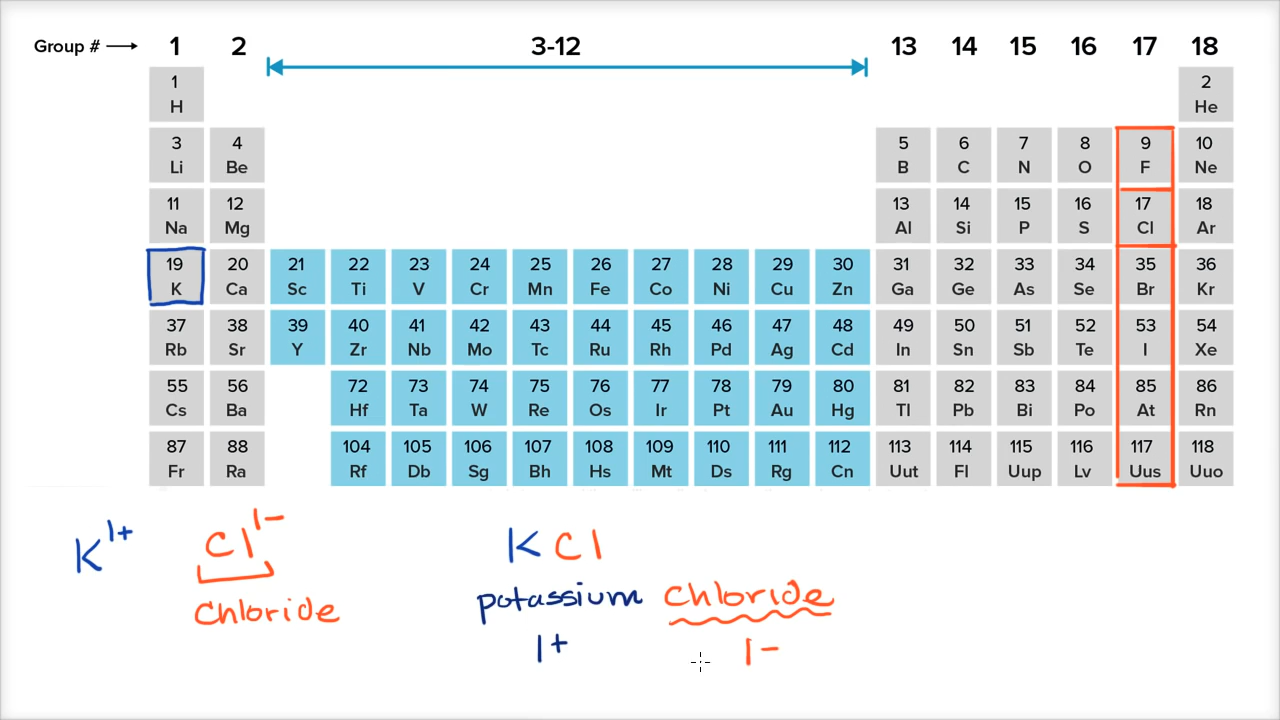 Group # → 1 2 3-12 13 14 15 16 17 18
1 2
H He
3 4 5 6 7 8 9 10
Li Be B C N O F Ne
11 12 13 14 15 16 17 18
Na Mg Al Si P S Cl Ar
19 20 21 22 23 24 25 26 27 28 29 30 31 32 33 34 35 36
K Ca Sc Ti V Cr Mn Fe Co Ni Cu Zn Ga Ge As Se Br Kr
37 38 39 40 41 42 43 44 45 46 47 48 49 50 51 52 53 54
Rb Sr Y Zr Nb Mo Tc Ru Rh Pd Ag Cd In Sn Sb Te I Xe
55 56 72 73 74 75 76 77 78 79 80 81 82 83 84 85 86
Cs Ba Hf Ta W Re Os Ir Pt Au Hg Tl Pb Bi Po At Rn
87 88 104 105 106 107 108 109 110 111 112 113 114 115 116 117 118
Fr Ra Rf Db Sg Bh Hs Mt Ds Rg Cn Uut Fl Uup Lv Uus Uuo
K¹⁺ Cl¹⁻ KCl
chloride potassium chloride
1+ 1-